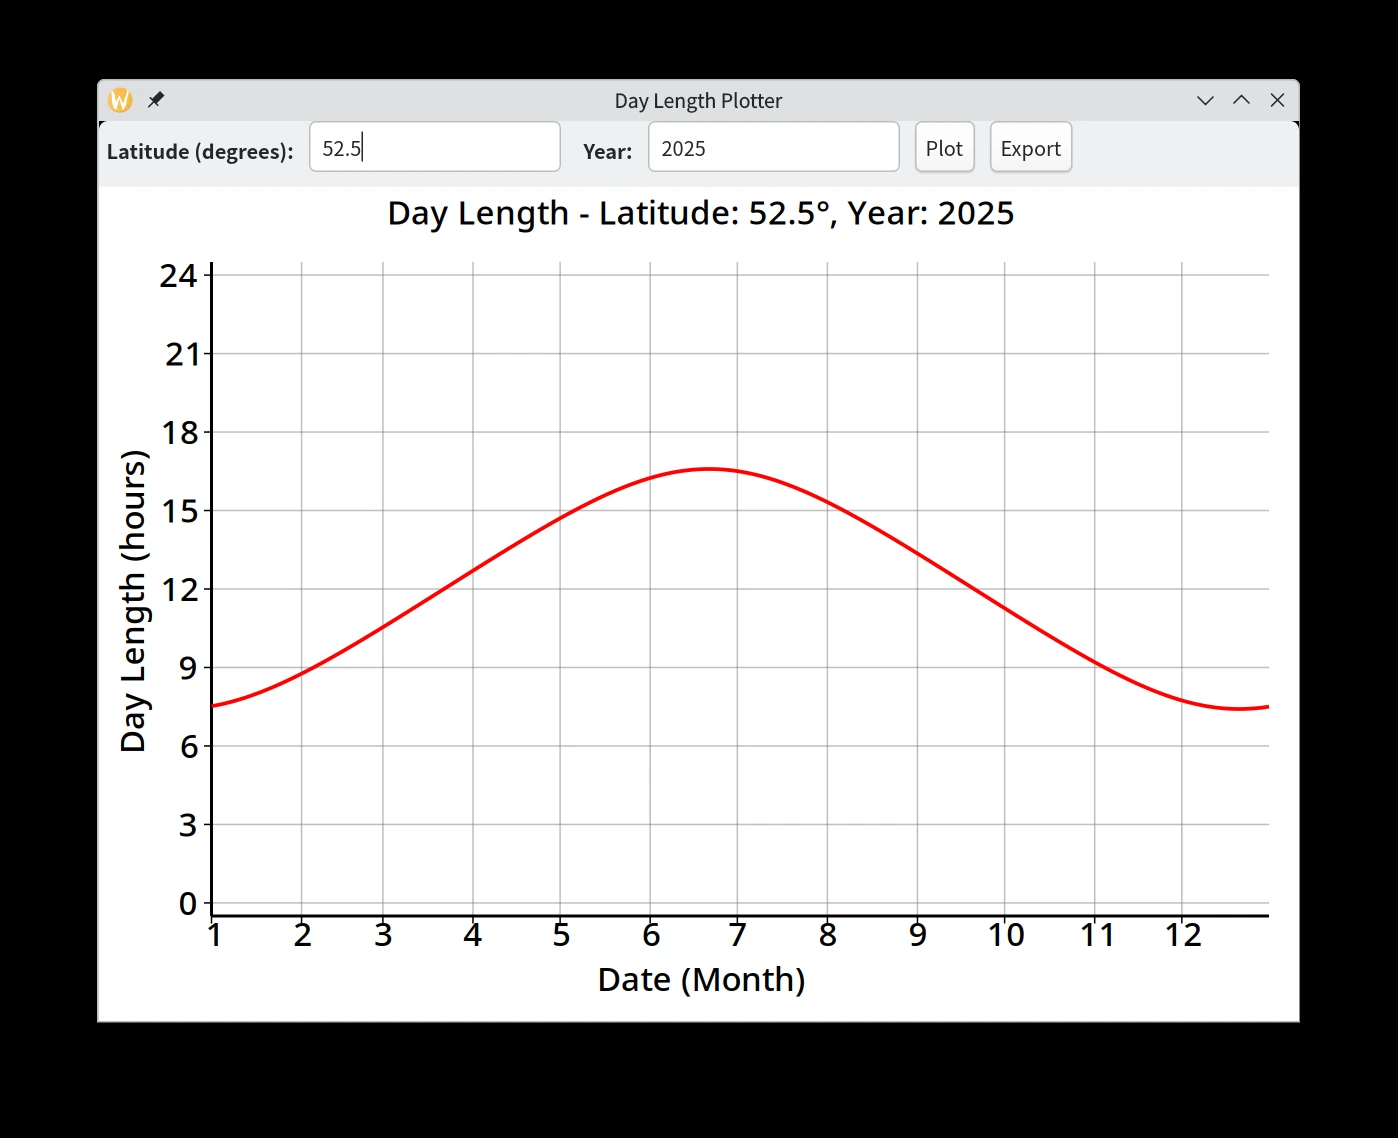 Day Length Plotter
Latitude (degrees): 52.5 Year: 2025 Plot Export
Day Length - Latitude: 52.5°, Year: 2025
24
21
18
15
12
9
6
3
0
Day Length (hours)
1 2 3 4 5 6 7 8 9 10 11 12
Date (Month)